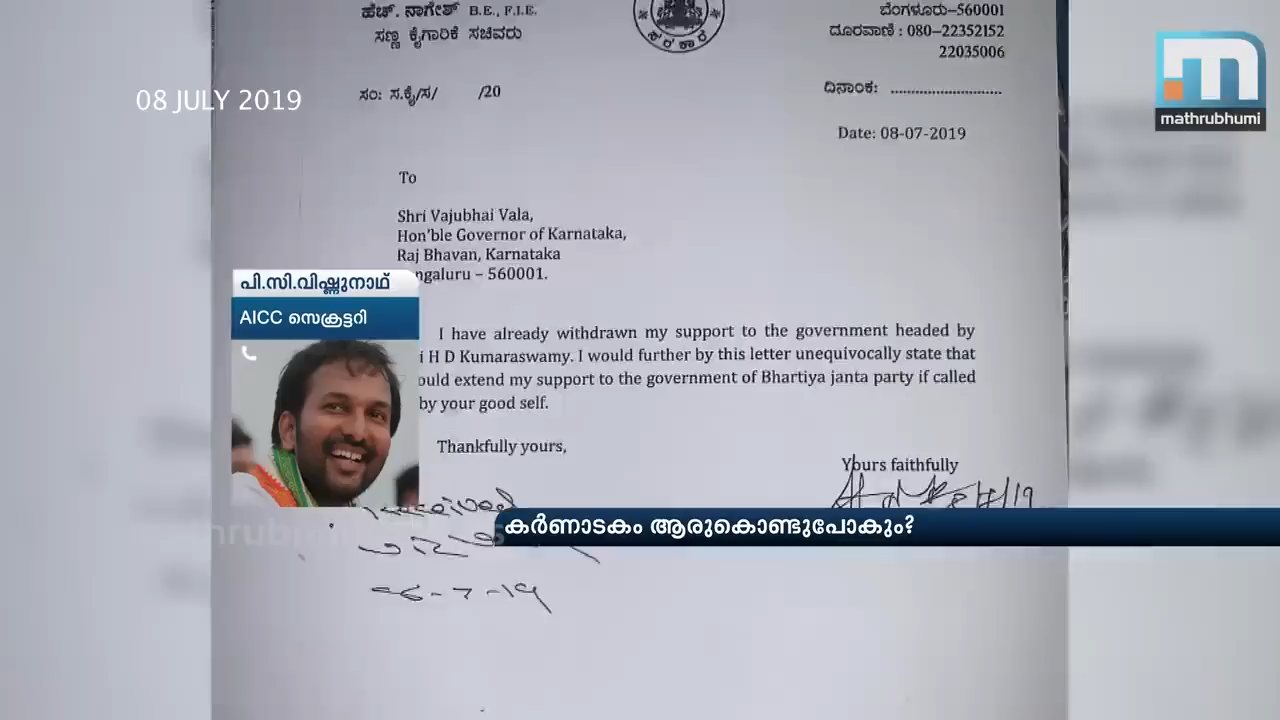 ಹೆಚ್. ನಾಗೇಶ್ B.E., F.I.E.
ಸಣ್ಣ ಕೈಗಾರಿಕೆ ಸಚಿವರು
ಸರಕಾರ
ಬೆಂಗಳೂರು-560001
ದೂರವಾಣಿ : 080-22352152
22035006
08 JULY 2019
mathrubhumi
ಸಂ: ಸ.ಕೈ/ಸ/ /20
ದಿನಾಂಕ: ............................
Date: 08-07-2019
To
Shri Vajubhai Vala,
Hon'ble Governor of Karnataka,
Raj Bhavan, Karnataka
ngaluru – 560001.
പി.സി.വിഷ്ണുനാഥ്
AICC സെക്രട്ടറി
I have already withdrawn my support to the government headed by
i H D Kumaraswamy. I would further by this letter unequivocally state that
ould extend my support to the government of Bhartiya janta party if called
by your good self.
Thankfully yours,
Yours faithfully
കർണാടകം ആരുകൊണ്ടുപോകും?